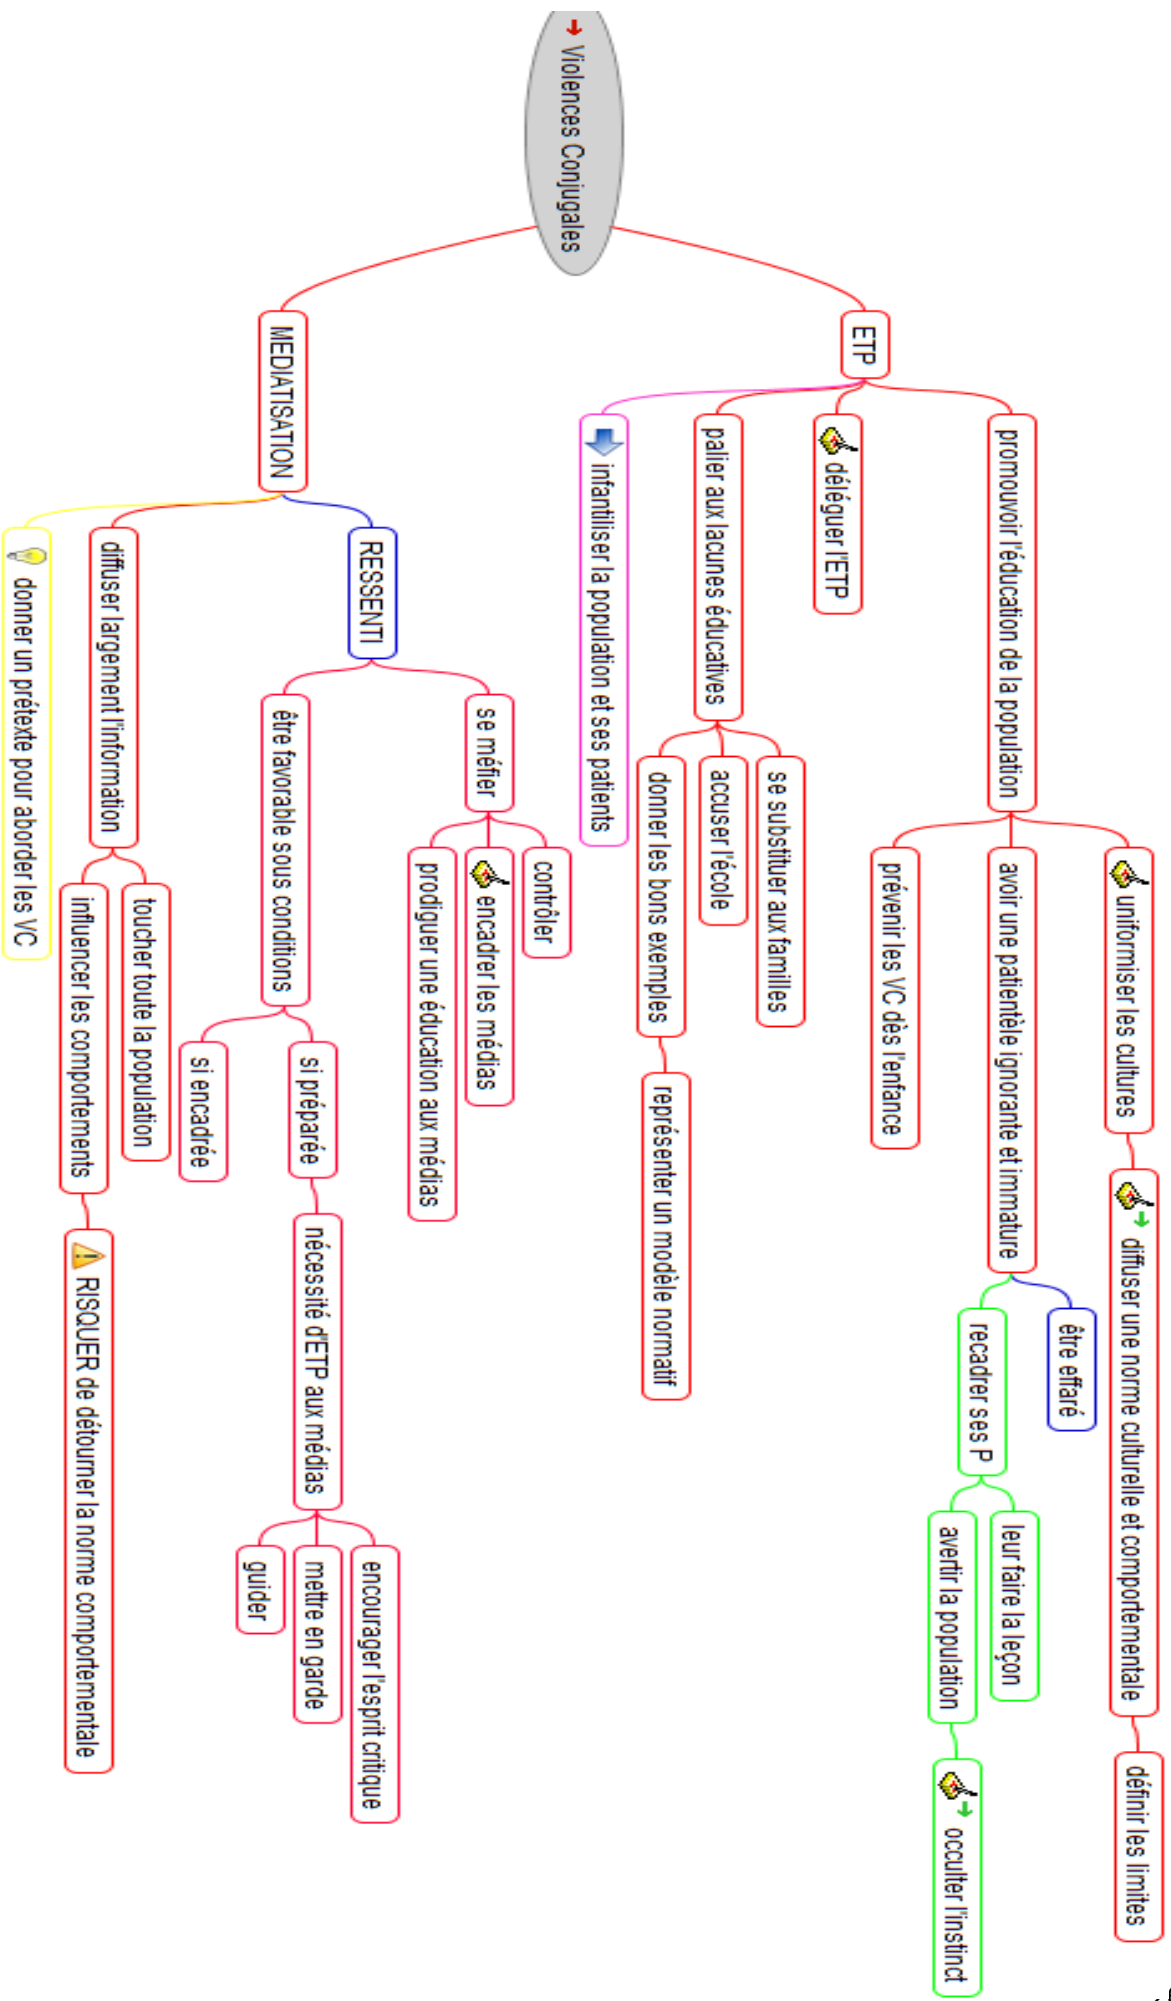 Violences Conjugales
ETP
promouvoir l'éducation de la population
uniformiser les cultures
diffuser une norme culturelle et comportementale
définir les limites
avoir une patientèle ignorante et immature
être effaré
recadrer ses P
leur faire la leçon
avertir la population
occulter l'instinct
prévenir les VC dès l'enfance
déléguer l'ETP
palier aux lacunes éducatives
se substituer aux familles
accuser l'école
donner les bons exemples
représenter un modèle normatif
infantiliser la population et ses patients
MEDIATISATION
RESSENTI
se méfier
contrôler
encadrer les médias
prodiguer une éducation aux médias
être favorable sous conditions
si préparée
nécessité d'ETP aux médias
encourager l'esprit critique
mettre en garde
guider
si encadrée
diffuser largement l'information
toucher toute la population
influencer les comportements
RISQUER de détourner la norme comportementale
donner un prétexte pour aborder les VC